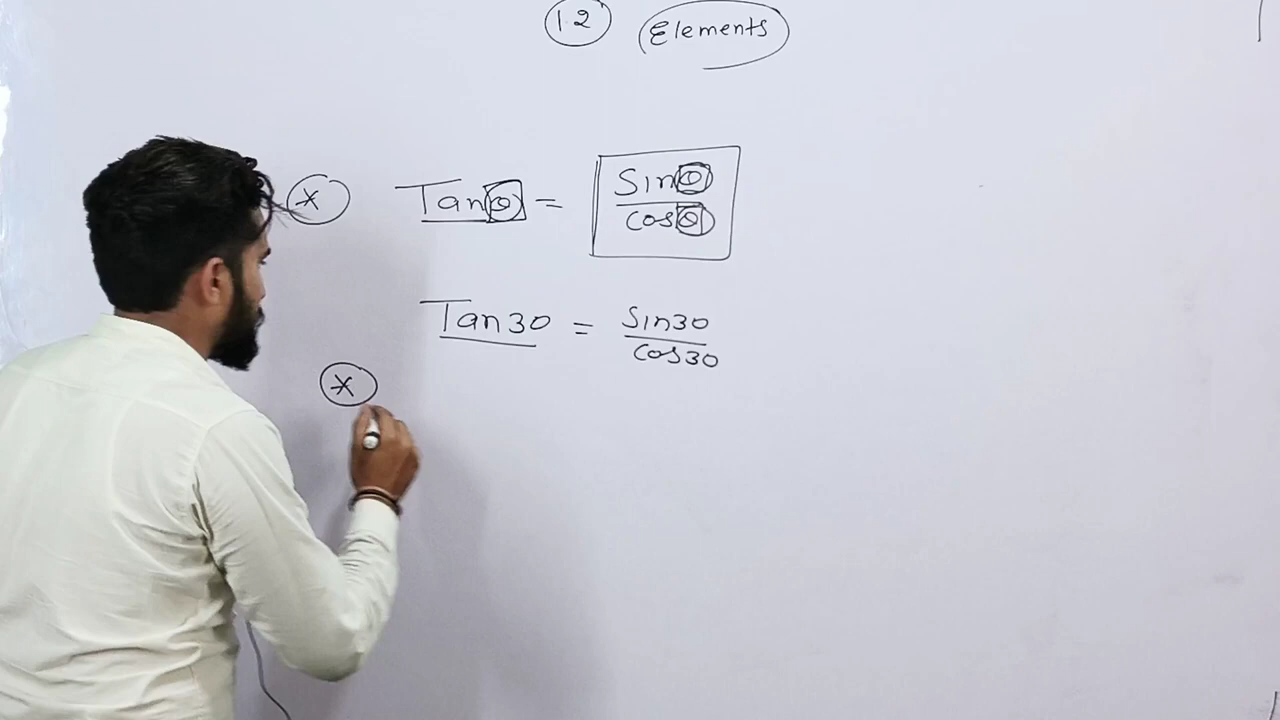 1.2 Elements
* Tanθ = Sinθ / cosθ
Tan30 = Sin30 / cos30
*